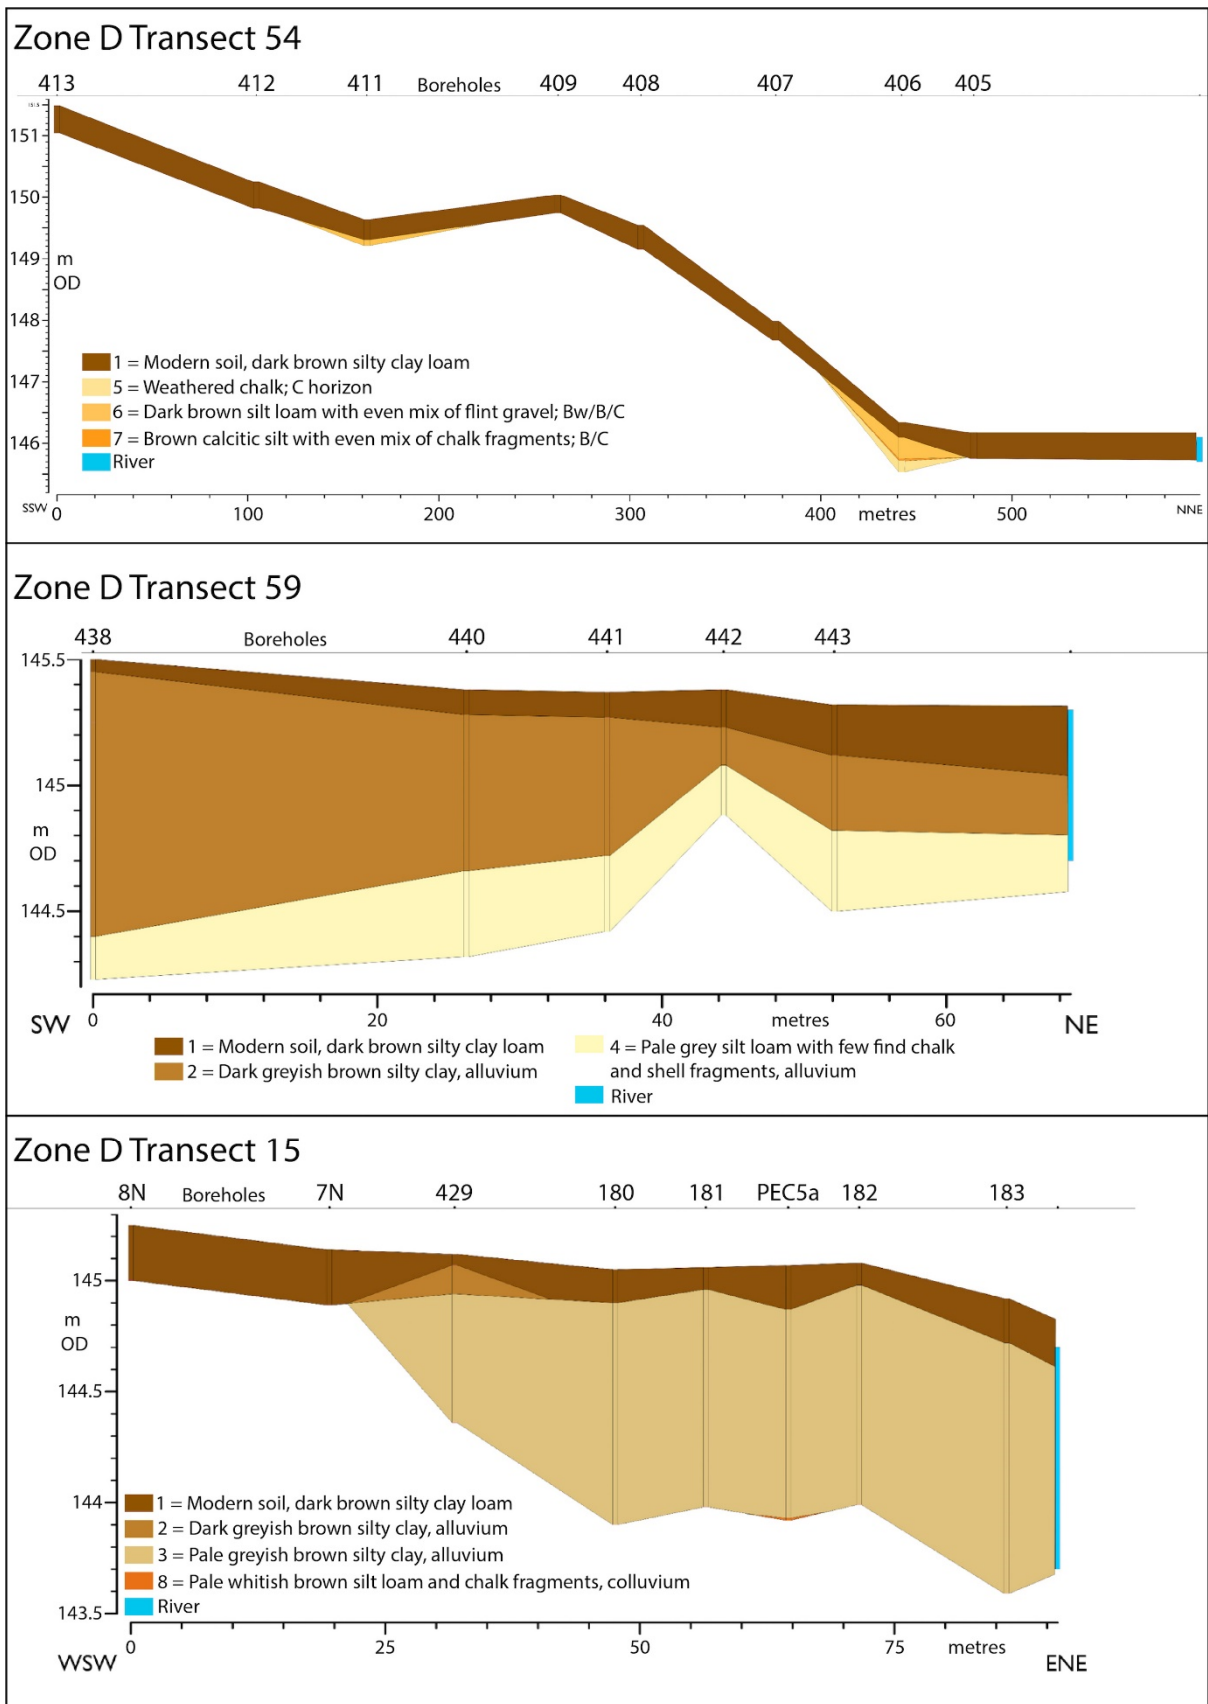 Zone D Transect 54
413 412 411 Boreholes 409 408 407 406 405
151.5
151
150
149
m
OD
148
147
146
1 = Modern soil, dark brown silty clay loam
5 = Weathered chalk; C horizon
6 = Dark brown silt loam with even mix of flint gravel; Bw/B/C
7 = Brown calcitic silt with even mix of chalk fragments; B/C
River
SSW 0 100 200 300 400 metres 500 NNE
Zone D Transect 59
438 Boreholes 440 441 442 443
145.5
145
m
OD
144.5
SW 0 20 40 metres 60 NE
1 = Modern soil, dark brown silty clay loam
2 = Dark greyish brown silty clay, alluvium
4 = Pale grey silt loam with few find chalk
and shell fragments, alluvium
River
Zone D Transect 15
8N Boreholes 7N 429 180 181 PEC5a 182 183
145
m
OD
144.5
144
143.5
1 = Modern soil, dark brown silty clay loam
2 = Dark greyish brown silty clay, alluvium
3 = Pale greyish brown silty clay, alluvium
8 = Pale whitish brown silt loam and chalk fragments, colluvium
River
WSW 0 25 50 75 metres ENE